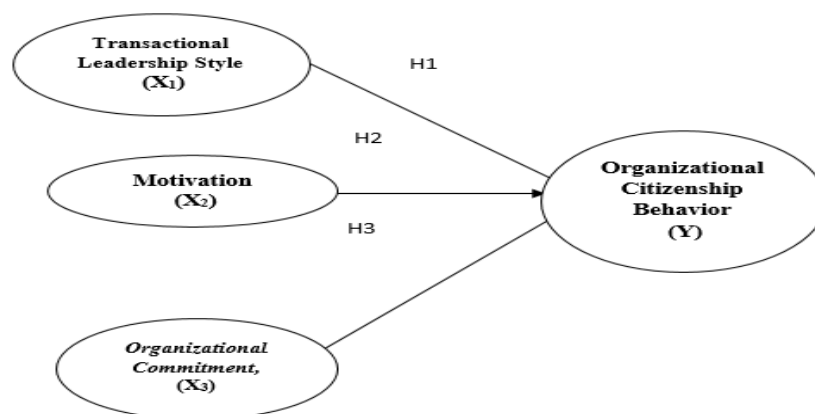 Transactional
Leadership Style
(X₁)
H1
H2
Motivation
(X₂)
H3
Organizational
Citizenship
Behavior
(Y)
Organizational
Commitment,
(X₃)